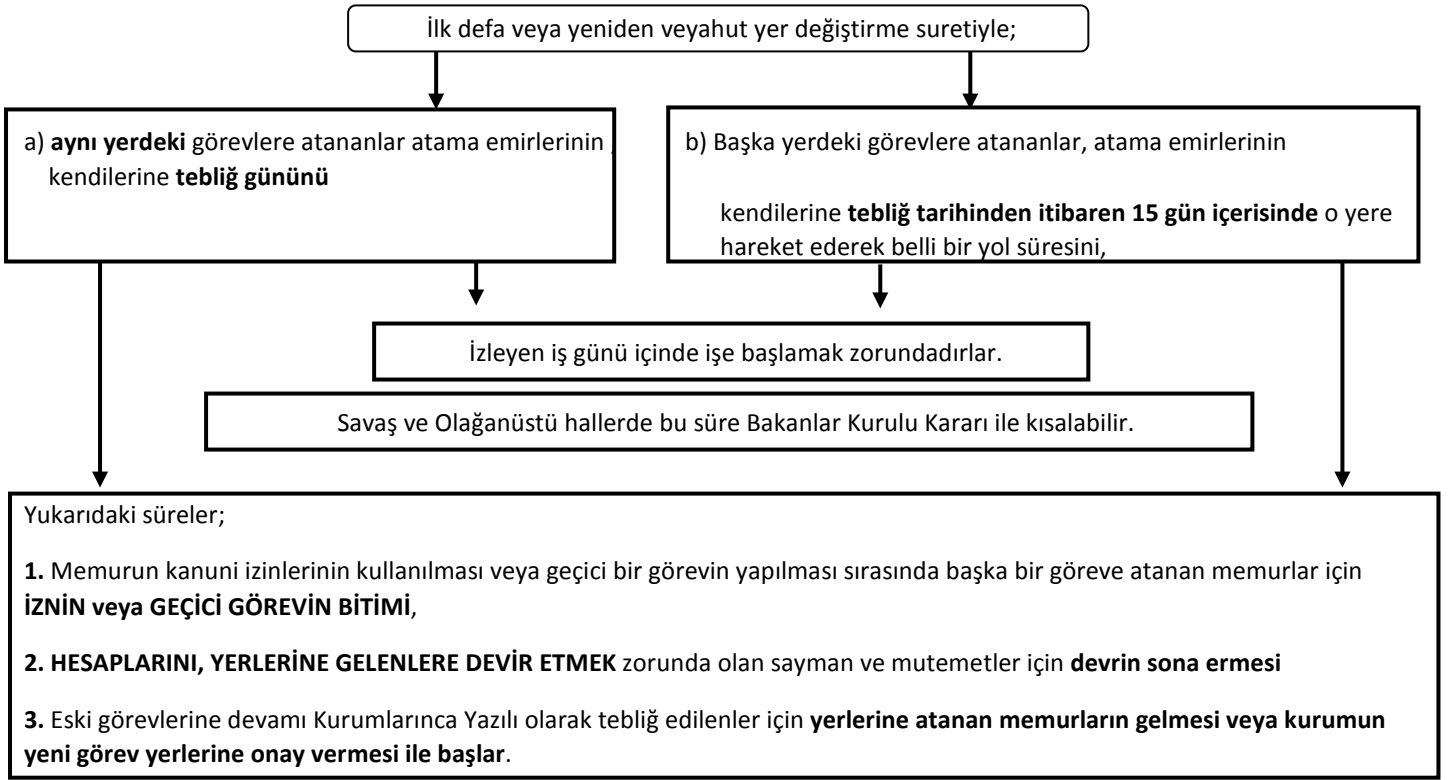 İlk defa veya yeniden veyahut yer değiştirme suretiyle;
a) aynı yerdeki görevlere atananlar atama emirlerinin ,
kendilerine tebliğ gününü
b) Başka yerdeki görevlere atananlar, atama emirlerinin
kendilerine tebliğ tarihinden itibaren 15 gün içerisinde o yere
hareket ederek belli bir yol süresini,
İzleyen iş günü içinde işe başlamak zorundadırlar.
Savaş ve Olağanüstü hallerde bu süre Bakanlar Kurulu Kararı ile kısalabilir.
Yukarıdaki süreler;
1. Memurun kanuni izinlerinin kullanılması veya geçici bir görevin yapılması sırasında başka bir göreve atanan memurlar için
İZNİN veya GEÇİCİ GÖREVİN BİTİMİ,
2. HESAPLARINI, YERLERİNE GELENLERE DEVİR ETMEK zorunda olan sayman ve mutemetler için devrin sona ermesi
3. Eski görevlerine devamı Kurumlarınca Yazılı olarak tebliğ edilenler için yerlerine atanan memurların gelmesi veya kurumun
yeni görev yerlerine onay vermesi ile başlar.